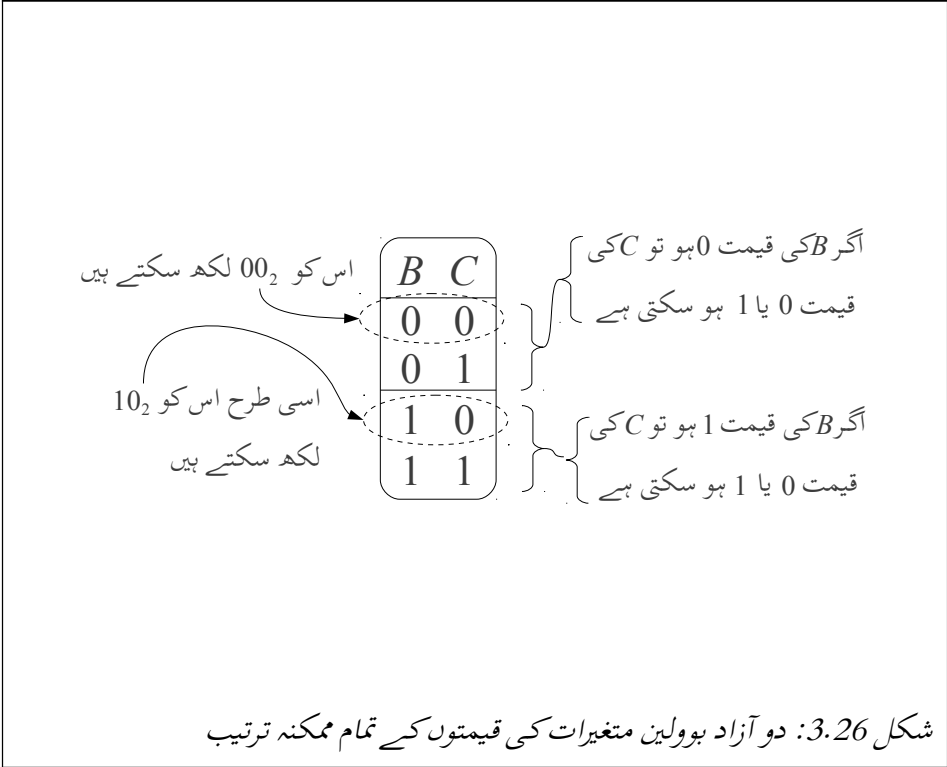 اگر B کی قیمت 0 ہو تو C کی
قیمت 0 یا 1 ہو سکتی ہے
اگر B کی قیمت 1 ہو تو C کی
قیمت 0 یا 1 ہو سکتی ہے
B C
0 0
0 1
1 0
1 1
اس کو 00₂ لکھ سکتے ہیں
اسی طرح اس کو 10₂
لکھ سکتے ہیں
شکل 3.26: دو آزاد بوولین متغیرات کی قیمتوں کے تمام ممکنہ ترتیب